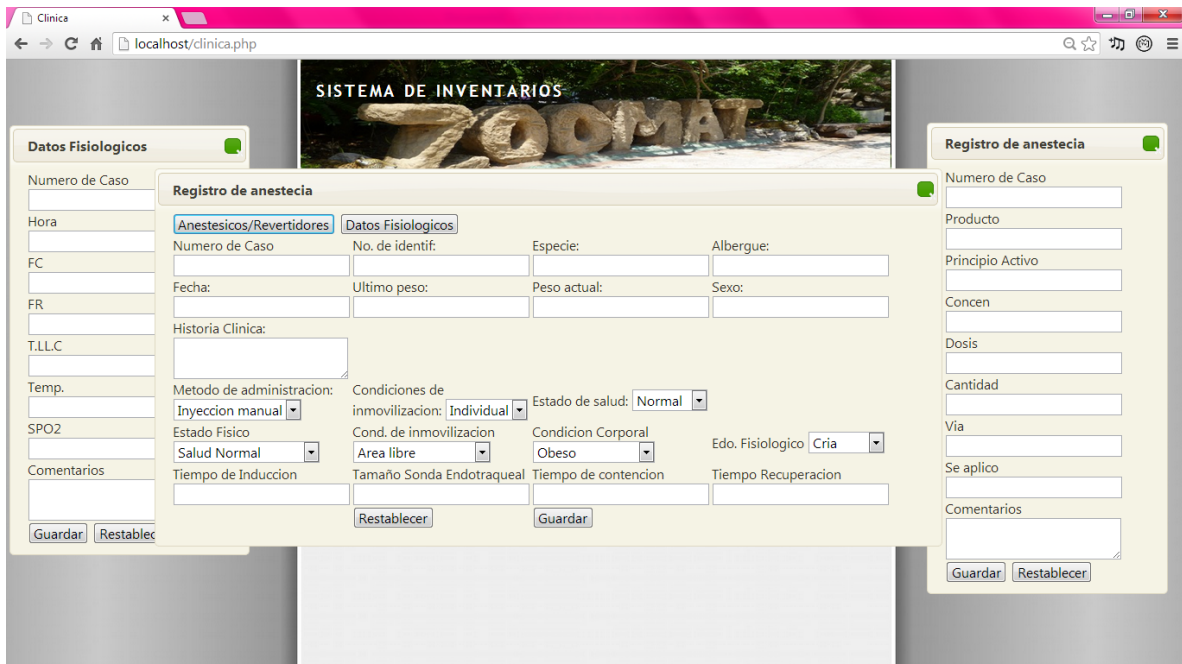 Clinica
localhost/clinica.php
SISTEMA DE INVENTARIOS
ZOOMAT
Datos Fisiologicos
Numero de Caso
Hora
FC
FR
T.LL.C
Temp.
SPO2
Comentarios
Guardar Restablec
Registro de anestecia
Anestesicos/Revertidores Datos Fisiologicos
Numero de Caso No. de identif: Especie: Albergue:
Fecha: Ultimo peso: Peso actual: Sexo:
Historia Clinica:
Metodo de administracion: Condiciones de
Inyeccion manual inmovilizacion: Individual Estado de salud: Normal
Estado Fisico Cond. de inmovilizacion Condicion Corporal
Salud Normal Area libre Obeso Edo. Fisiologico Cria
Tiempo de Induccion Tamaño Sonda Endotraqueal Tiempo de contencion Tiempo Recuperacion
Restablecer Guardar
Registro de anestecia
Numero de Caso
Producto
Principio Activo
Concen
Dosis
Cantidad
Via
Se aplico
Comentarios
Guardar Restablecer